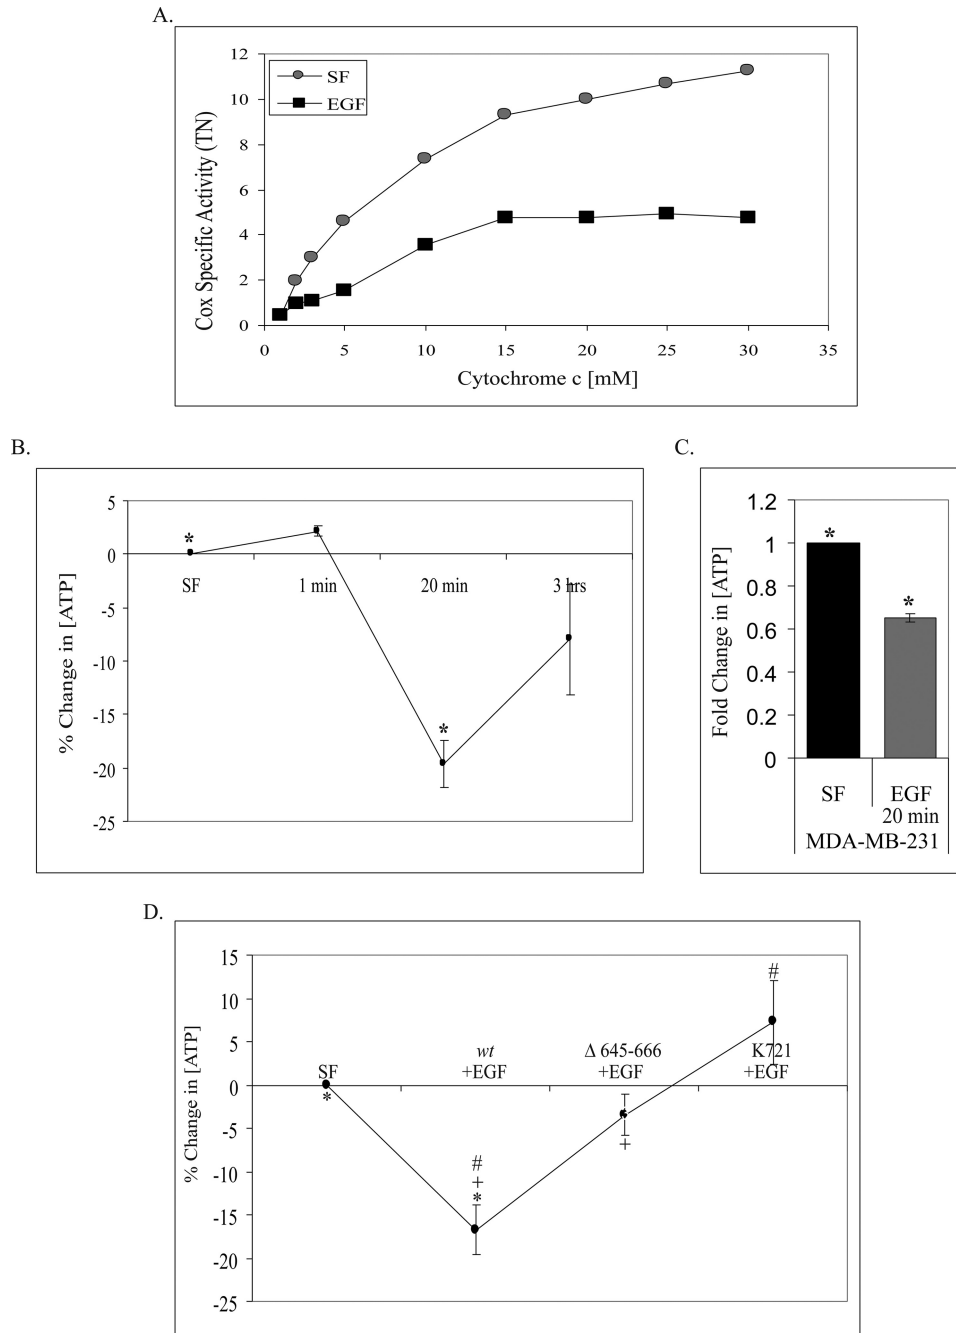 A.
12
10
8
6
4
2
0
SF
EGF
Cox Specific Activity (TN)
0 5 10 15 20 25 30 35
Cytochrome c [mM]
B.
5
0
-5
-10
-15
-20
-25
% Change in [ATP]
*
*
SF 1 min 20 min 3 hrs
C.
1.2
1
0.8
0.6
0.4
0.2
0
Fold Change in [ATP]
*
*
SF EGF
20 min
MDA-MB-231
D.
15
10
5
0
-5
-10
-15
-20
-25
% Change in [ATP]
#
wt Δ 645-666 K721
SF +EGF +EGF +EGF
*
+
#
+
*